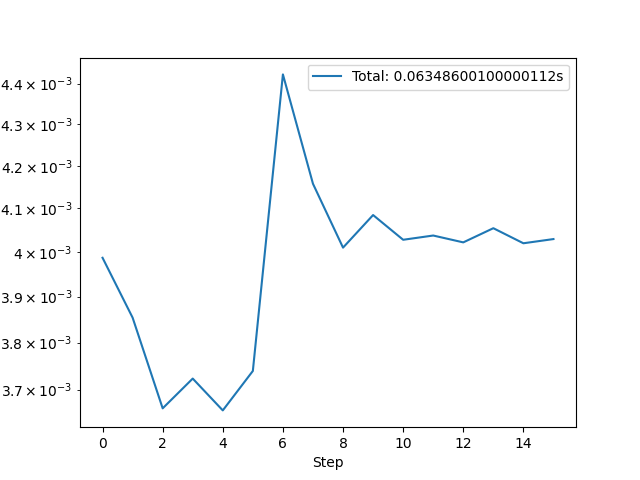 Total: 0.06348600100000112s
4.4 × 10⁻³
4.3 × 10⁻³
4.2 × 10⁻³
4.1 × 10⁻³
4 × 10⁻³
3.9 × 10⁻³
3.8 × 10⁻³
3.7 × 10⁻³
0 2 4 6 8 10 12 14
Step